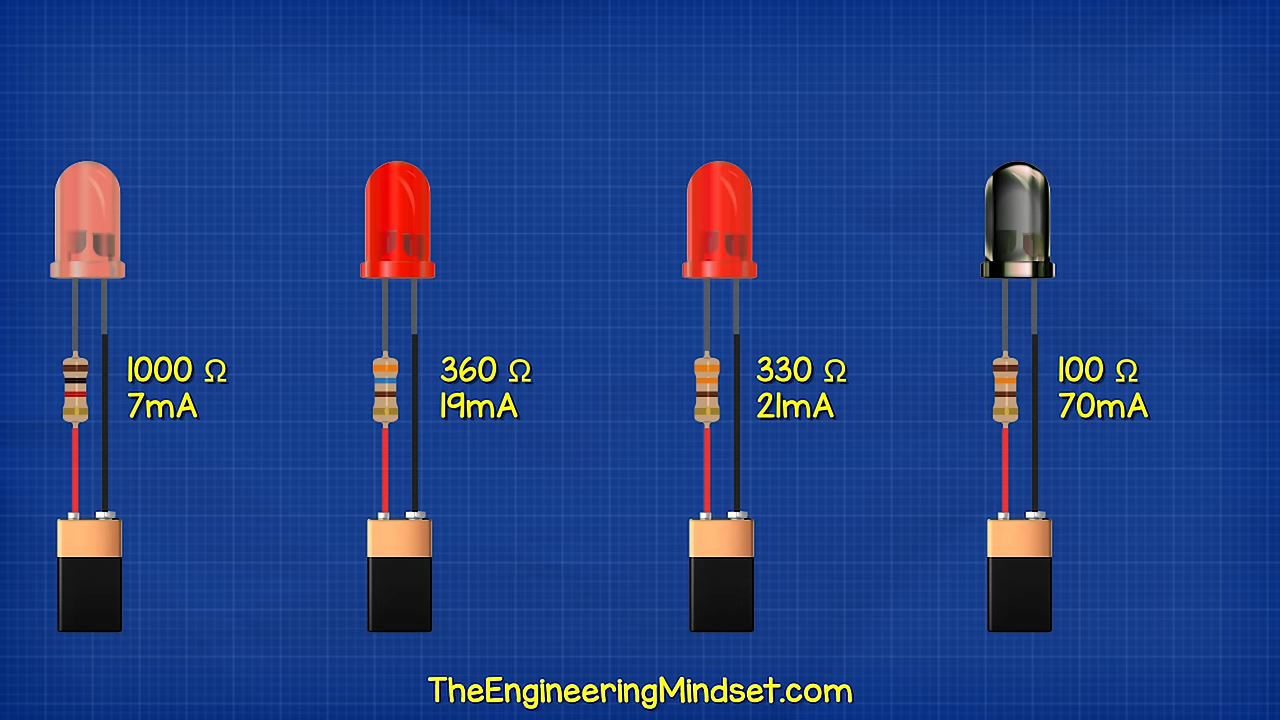 1000 Ω
7mA
360 Ω
19mA
330 Ω
21mA
100 Ω
70mA
TheEngineeringMindset.com